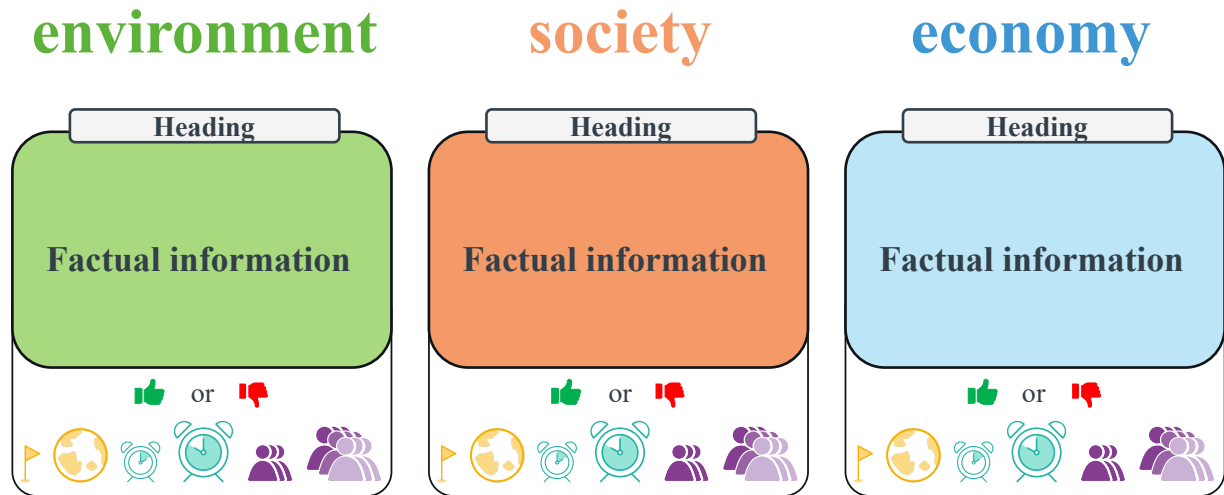 environment
society
economy
Heading
Heading
Heading
Factual information
Factual information
Factual information
or
or
or